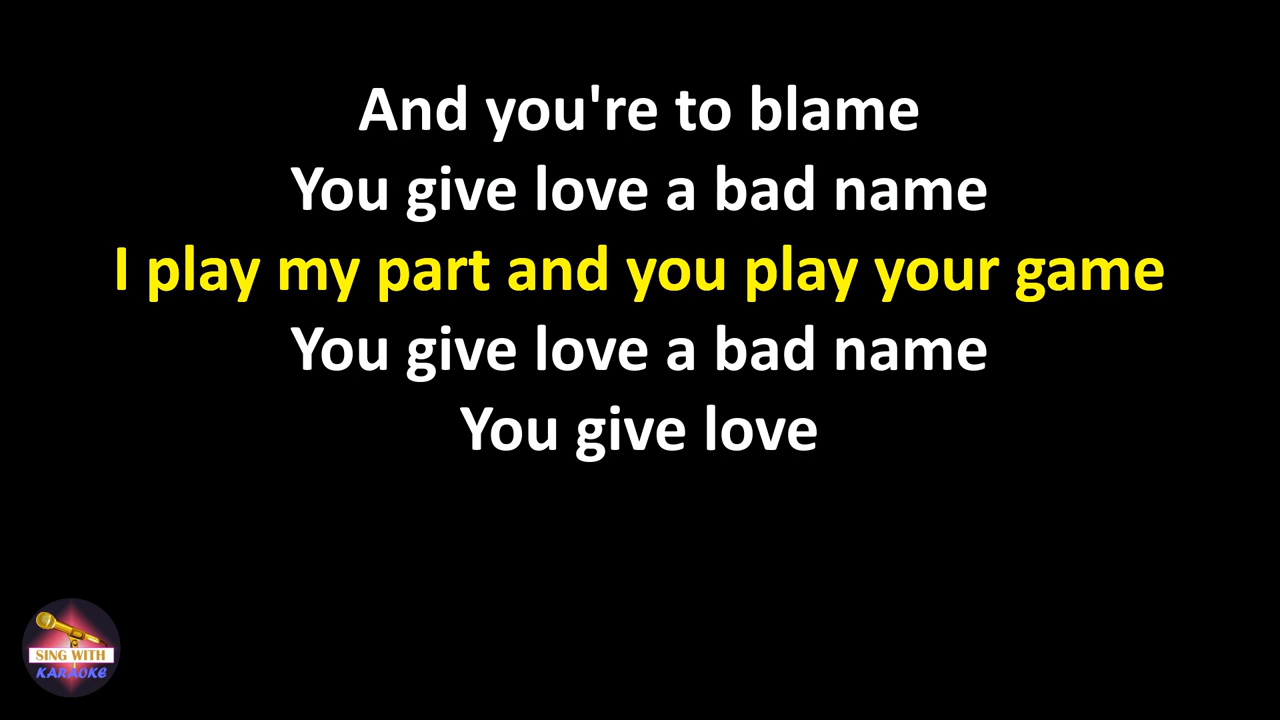 And you're to blame
You give love a bad name
I play my part and you play your game
You give love a bad name
You give love
SING WITH
KARAOKE